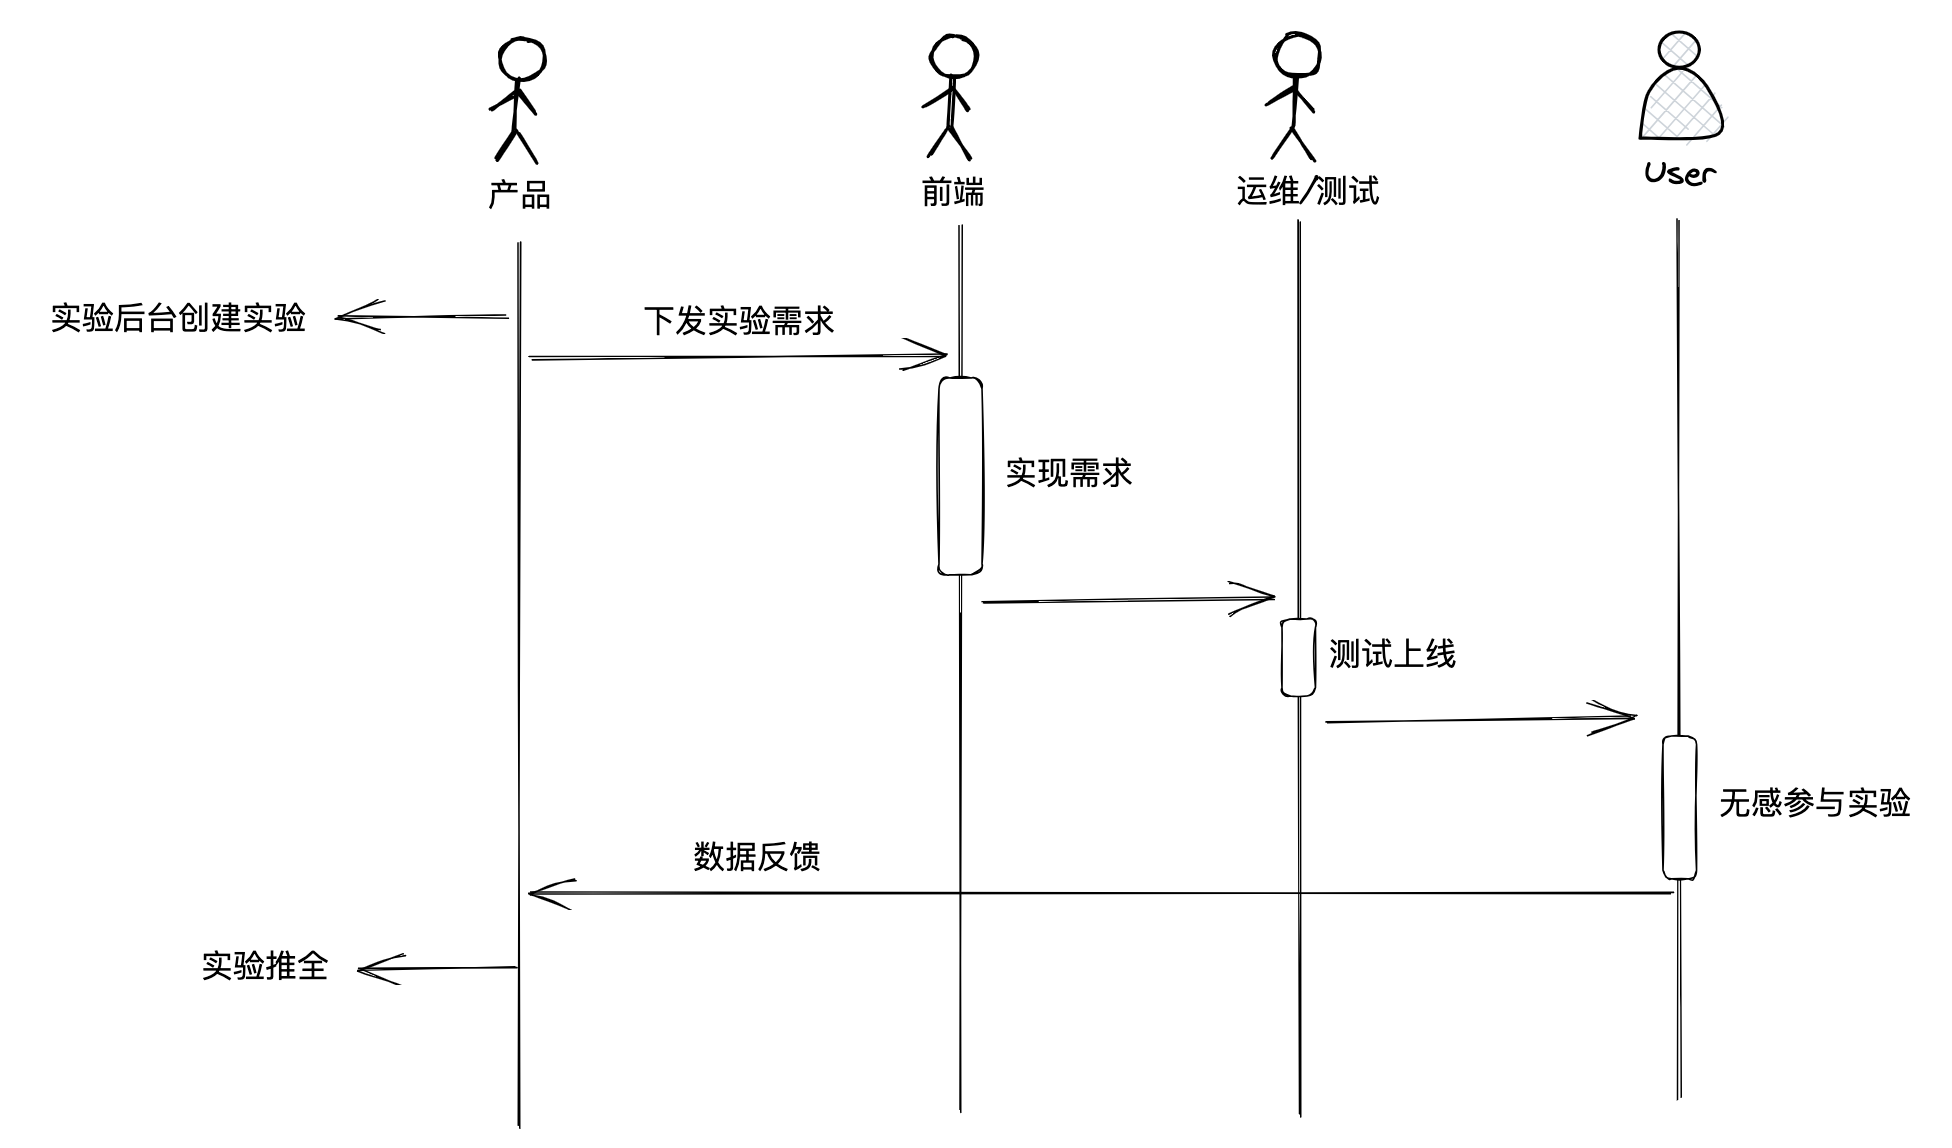 产品
前端
运维/测试
User
实验后台创建实验
下发实验需求
实现需求
测试上线
无感参与实验
数据反馈
实验推全